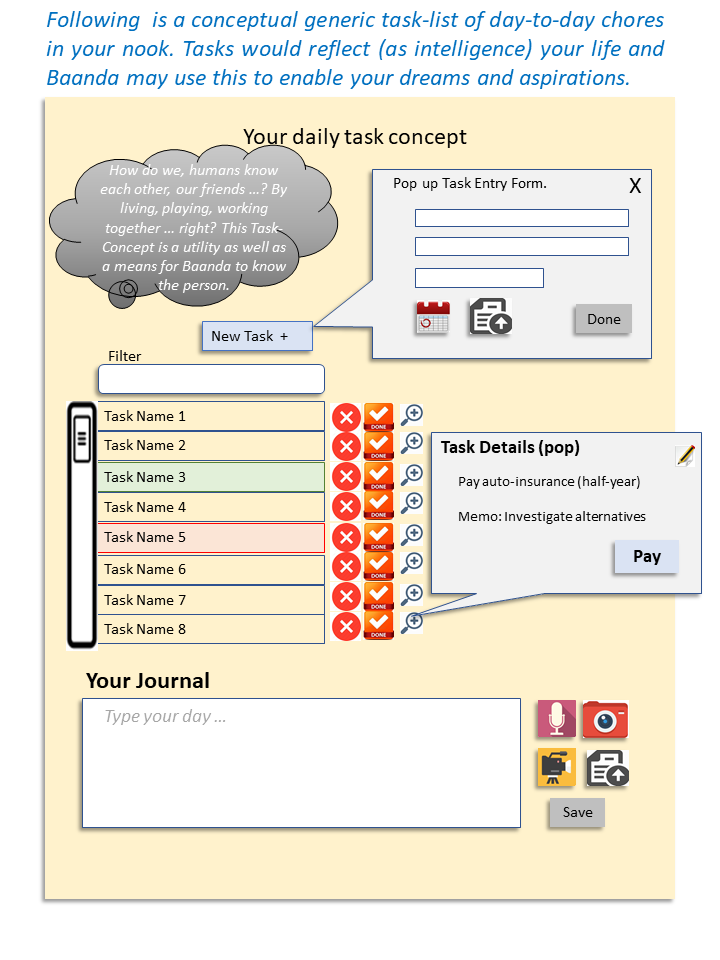 Following is a conceptual generic task-list of day-to-day chores
in your nook. Tasks would reflect (as intelligence) your life and
Baanda may use this to enable your dreams and aspirations.
Your daily task concept
How do we, humans know
each other, our friends ...? By
living, playing, working
together ... right? This Task-
Concept is a utility as well as
a means for Baanda to know
the person.
Pop up Task Entry Form.
X
Done
New Task +
Filter
Task Name 1
DONE
Task Name 2
DONE
Task Name 3
DONE
Task Name 4
DONE
Task Name 5
DONE
Task Name 6
DONE
Task Name 7
DONE
Task Name 8
DONE
Task Details (pop)
Pay auto-insurance (half-year)
Memo: Investigate alternatives
Pay
Your Journal
Type your day ...
Save